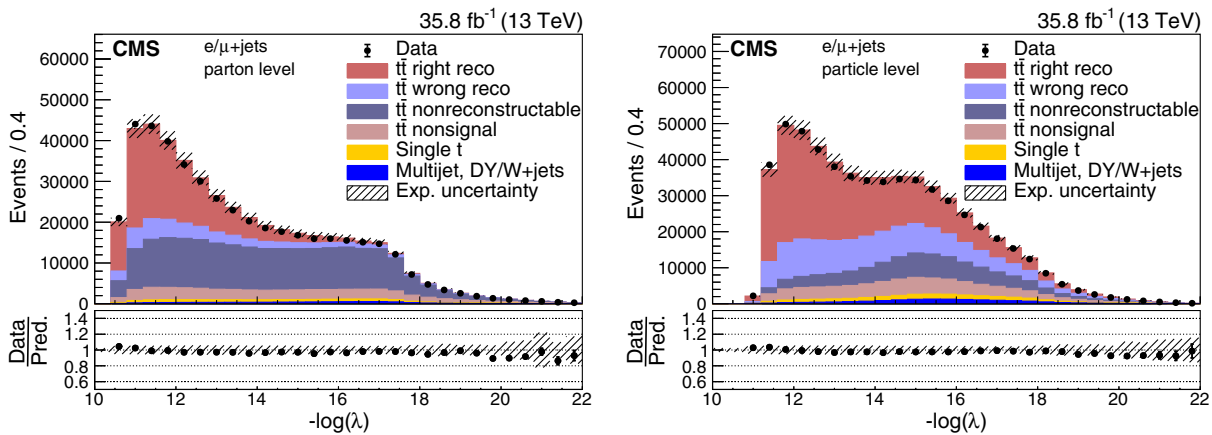 35.8 fb⁻¹ (13 TeV)
CMS
e/μ+jets
parton level
Data
tt̄ right reco
tt̄ wrong reco
tt̄ nonreconstructable
tt̄ nonsignal
Single t
Multijet, DY/W+jets
Exp. uncertainty
Events / 0.4
60000
50000
40000
30000
20000
10000
0
Data
Pred.
1.4
1.2
1
0.8
0.6
10 12 14 16 18 20 22
-log(λ)
35.8 fb⁻¹ (13 TeV)
CMS
e/μ+jets
particle level
Data
tt̄ right reco
tt̄ wrong reco
tt̄ nonreconstructable
tt̄ nonsignal
Single t
Multijet, DY/W+jets
Exp. uncertainty
Events / 0.4
70000
60000
50000
40000
30000
20000
10000
0
Data
Pred.
1.4
1.2
1
0.8
0.6
10 12 14 16 18 20 22
-log(λ)